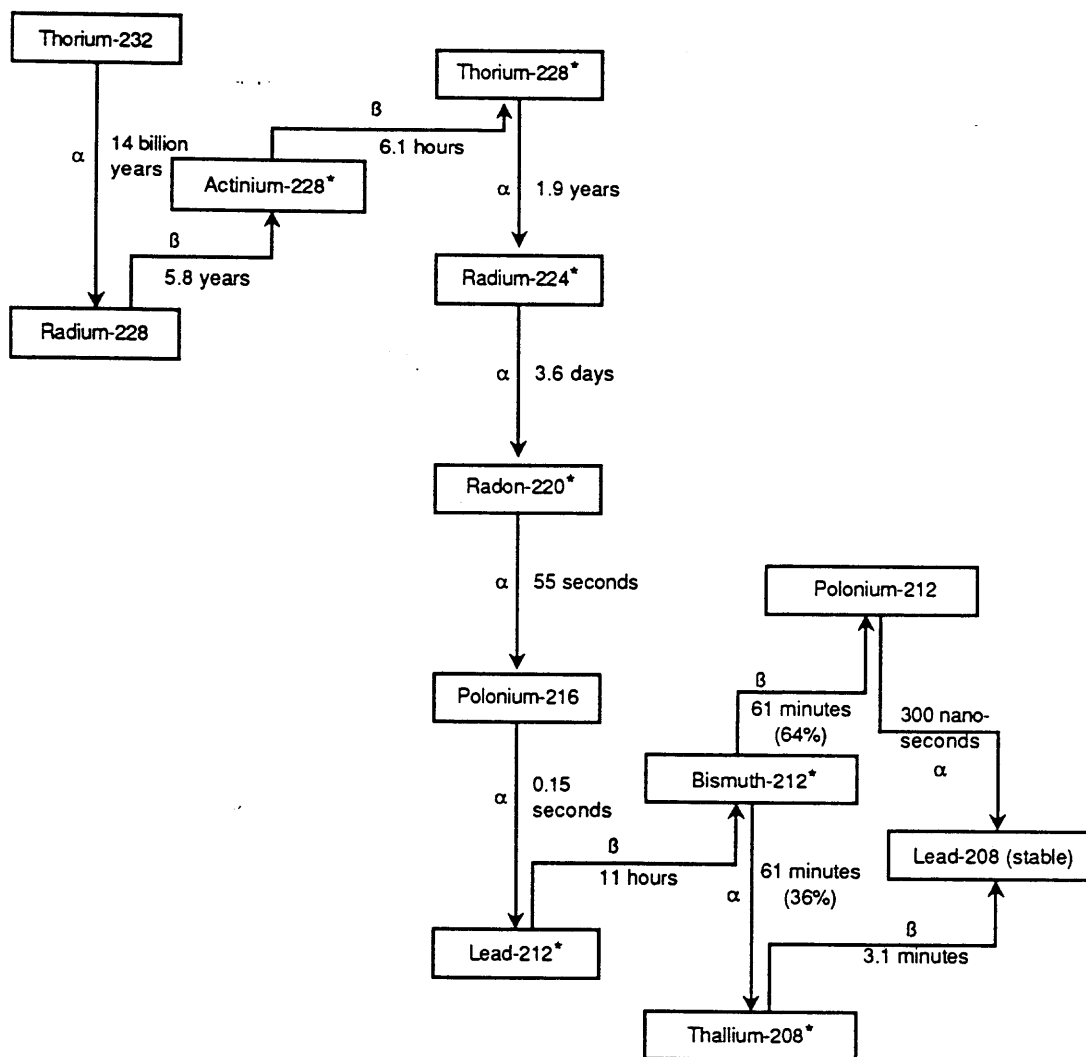 Thorium-232
α
14 billion
years
Radium-228
β
5.8 years
Actinium-228*
β
6.1 hours
Thorium-228*
α
1.9 years
Radium-224*
α
3.6 days
Radon-220*
α
55 seconds
Polonium-216
α
0.15
seconds
Lead-212*
β
11 hours
Bismuth-212*
β
61 minutes
(64%)
Polonium-212
300 nano-
seconds
α
α
61 minutes
(36%)
Thallium-208*
β
3.1 minutes
Lead-208 (stable)